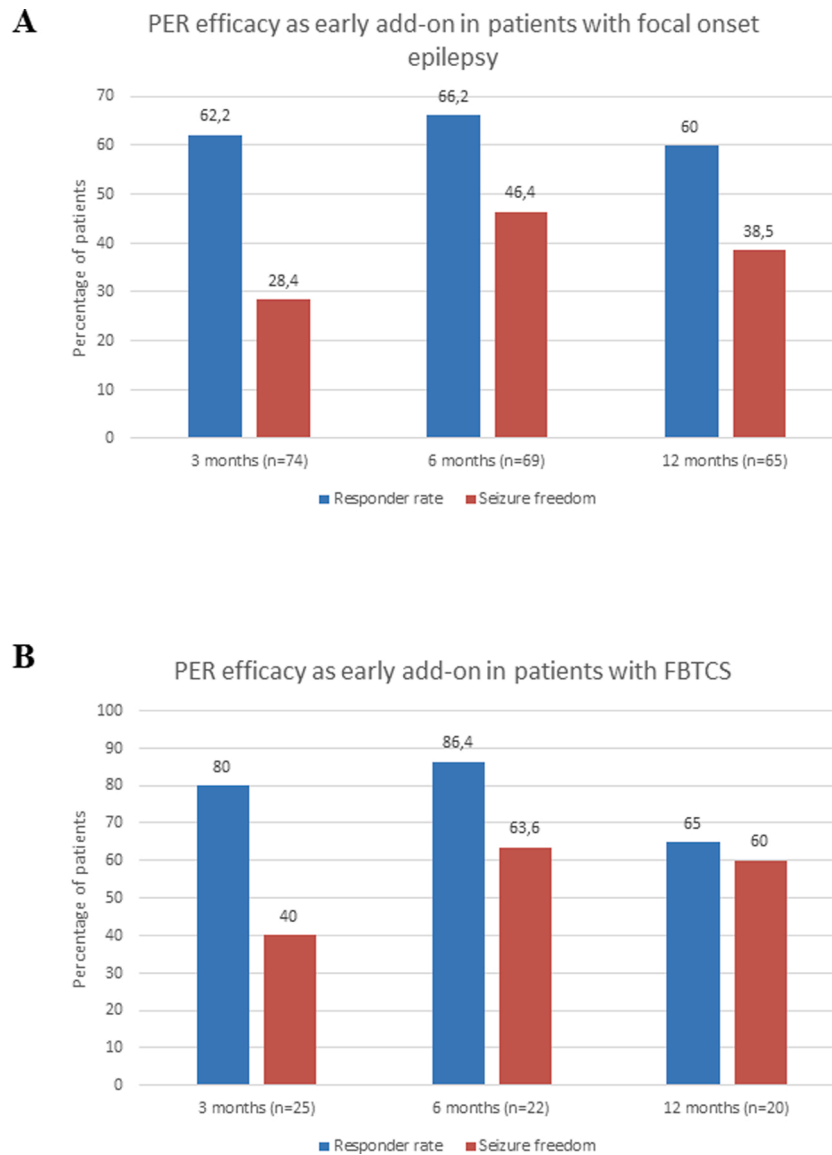 A
PER efficacy as early add-on in patients with focal onset
epilepsy
Percentage of patients
70
60
50
40
30
20
10
0
62,2
28,4
66,2
46,4
60
38,5
3 months (n=74)
6 months (n=69)
12 months (n=65)
Responder rate
Seizure freedom
B
PER efficacy as early add-on in patients with FBTCS
Percentage of patients
100
90
80
70
60
50
40
30
20
10
0
80
40
86,4
63,6
65
60
3 months (n=25)
6 months (n=22)
12 months (n=20)
Responder rate
Seizure freedom